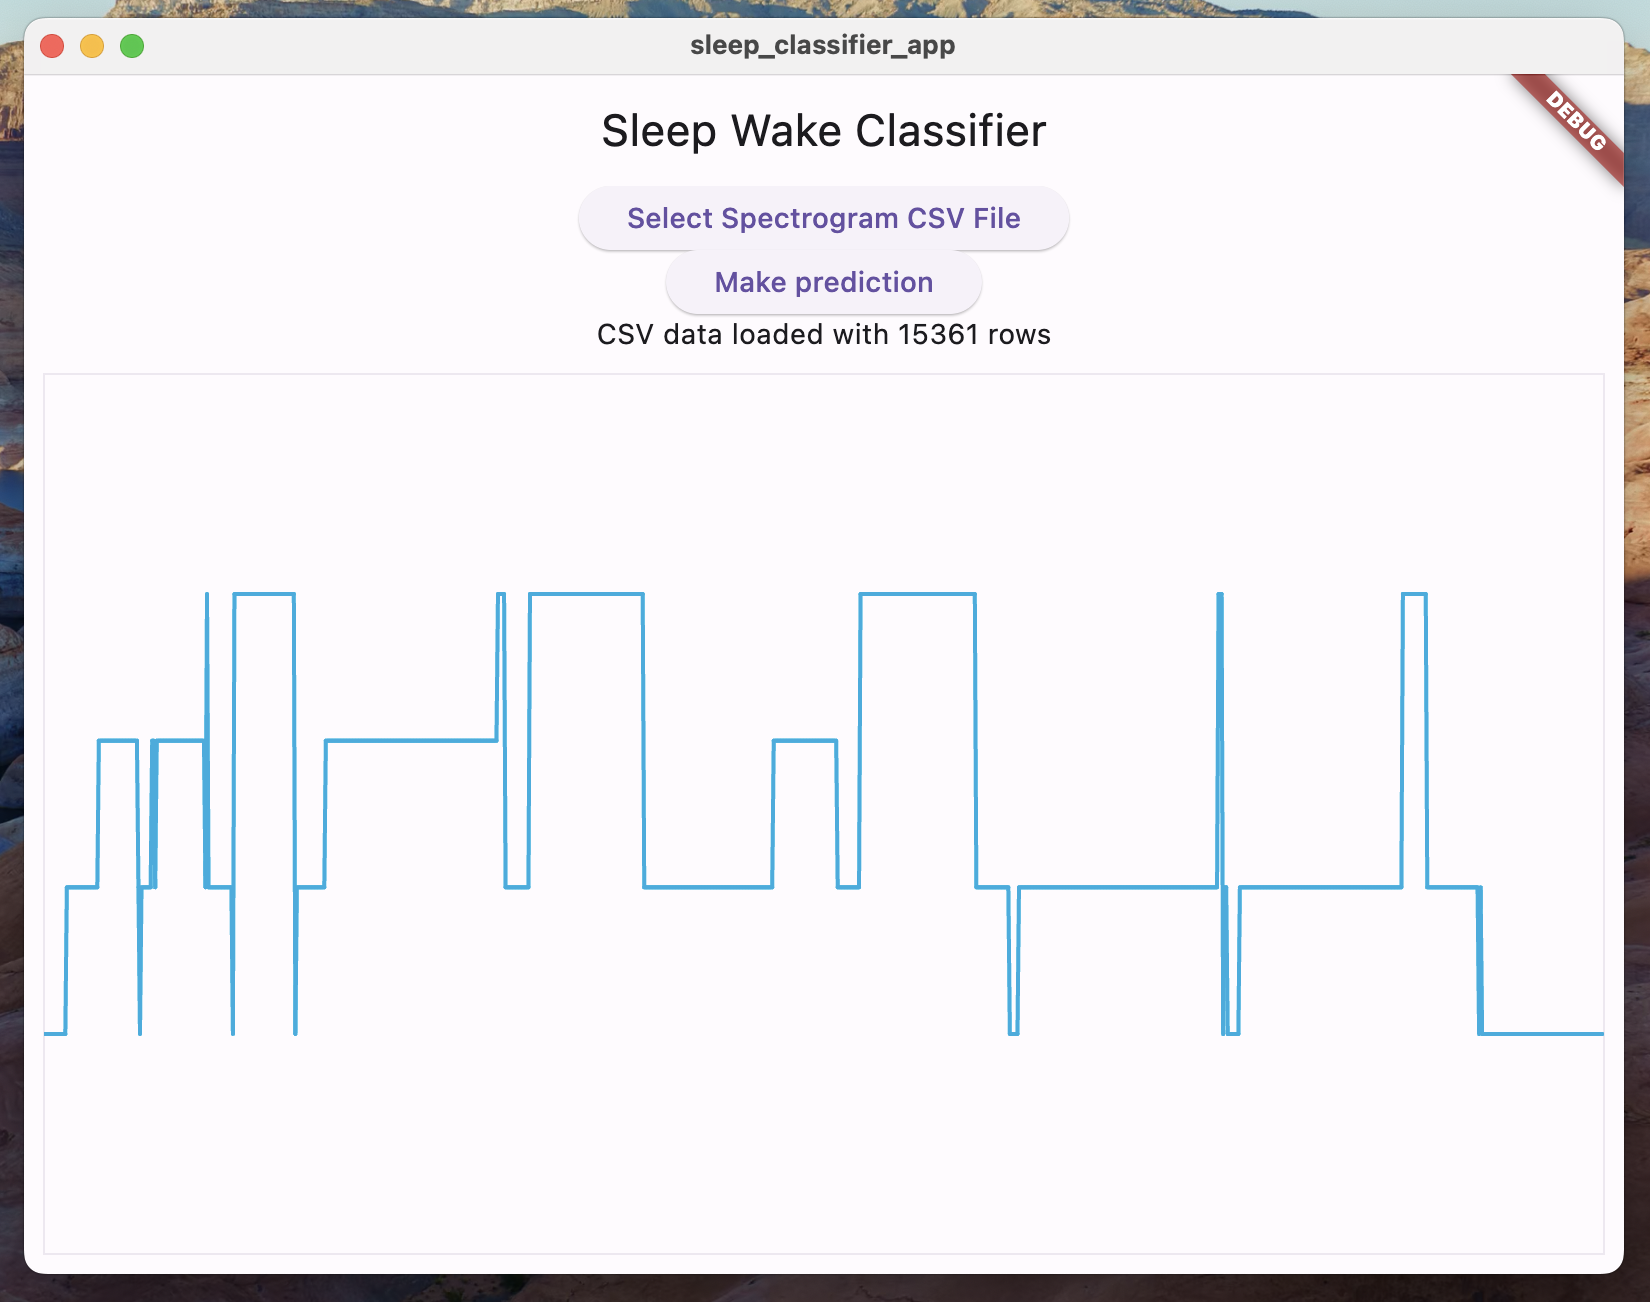 sleep_classifier_app
DEBUG
Sleep Wake Classifier
Select Spectrogram CSV File
Make prediction
CSV data loaded with 15361 rows